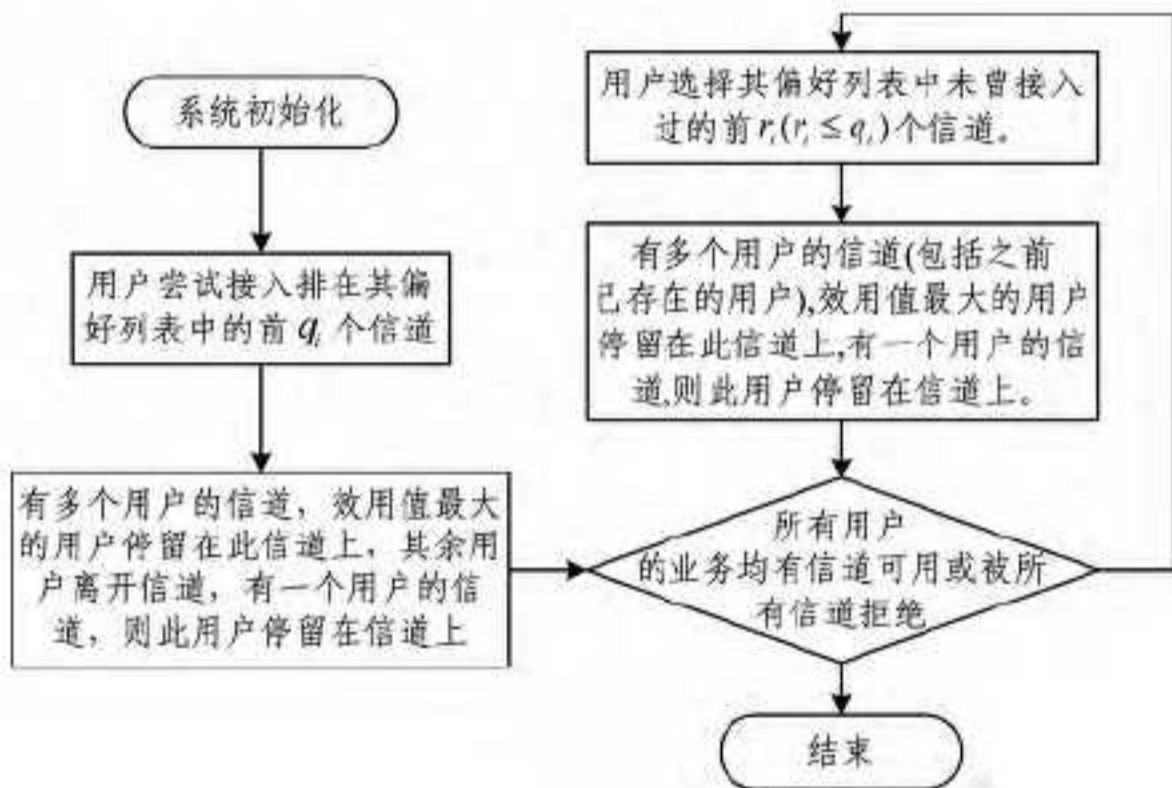 系统初始化
用户尝试接入排在其偏
好列表中的前 q_i 个信道
有多个用户的信道，效用值最大
的用户停留在此信道上，其余用
户离开信道，有一个用户的信
道，则此用户停留在信道上
用户选择其偏好列表中未曾接入
过的前 r_i(r_i ≤ q_i) 个信道。
有多个用户的信道(包括之前
已存在的用户),效用值最大的用户
停留在此信道上,有一个用户的信
道,则此用户停留在信道上。
所有用户
的业务均有信道可用或被所
有信道拒绝
结束